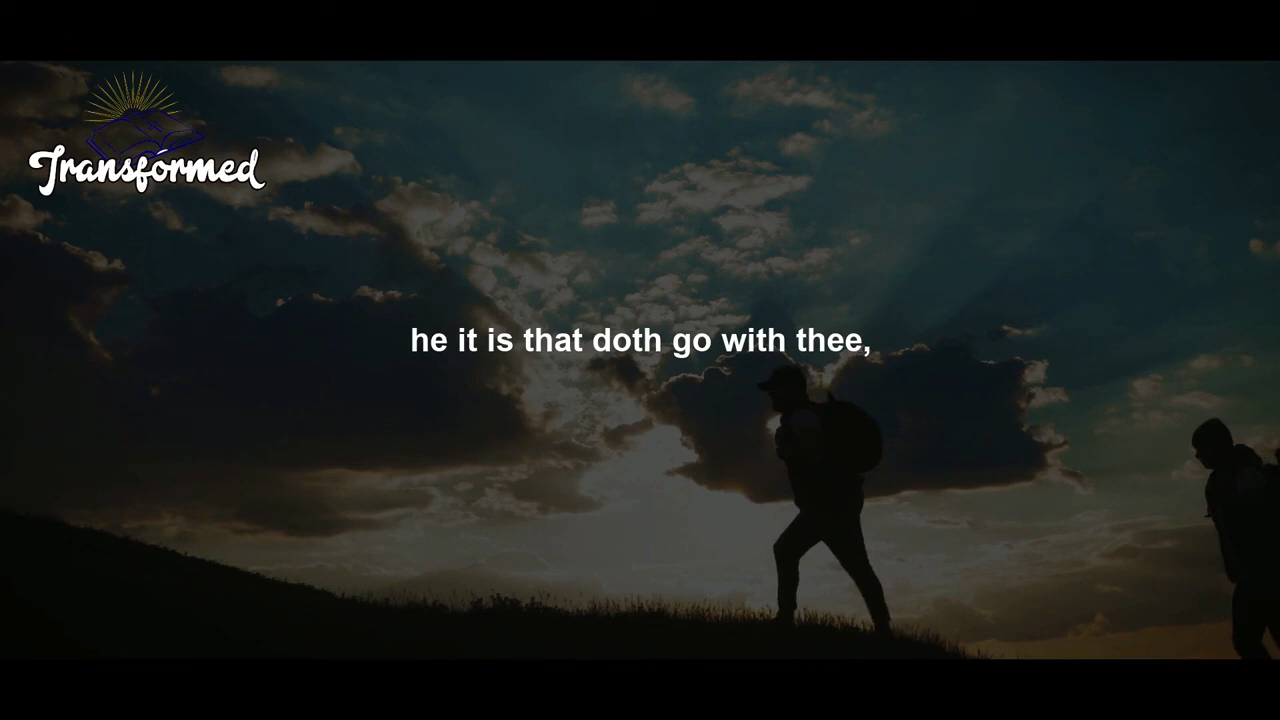 Transformed
he it is that doth go with thee,